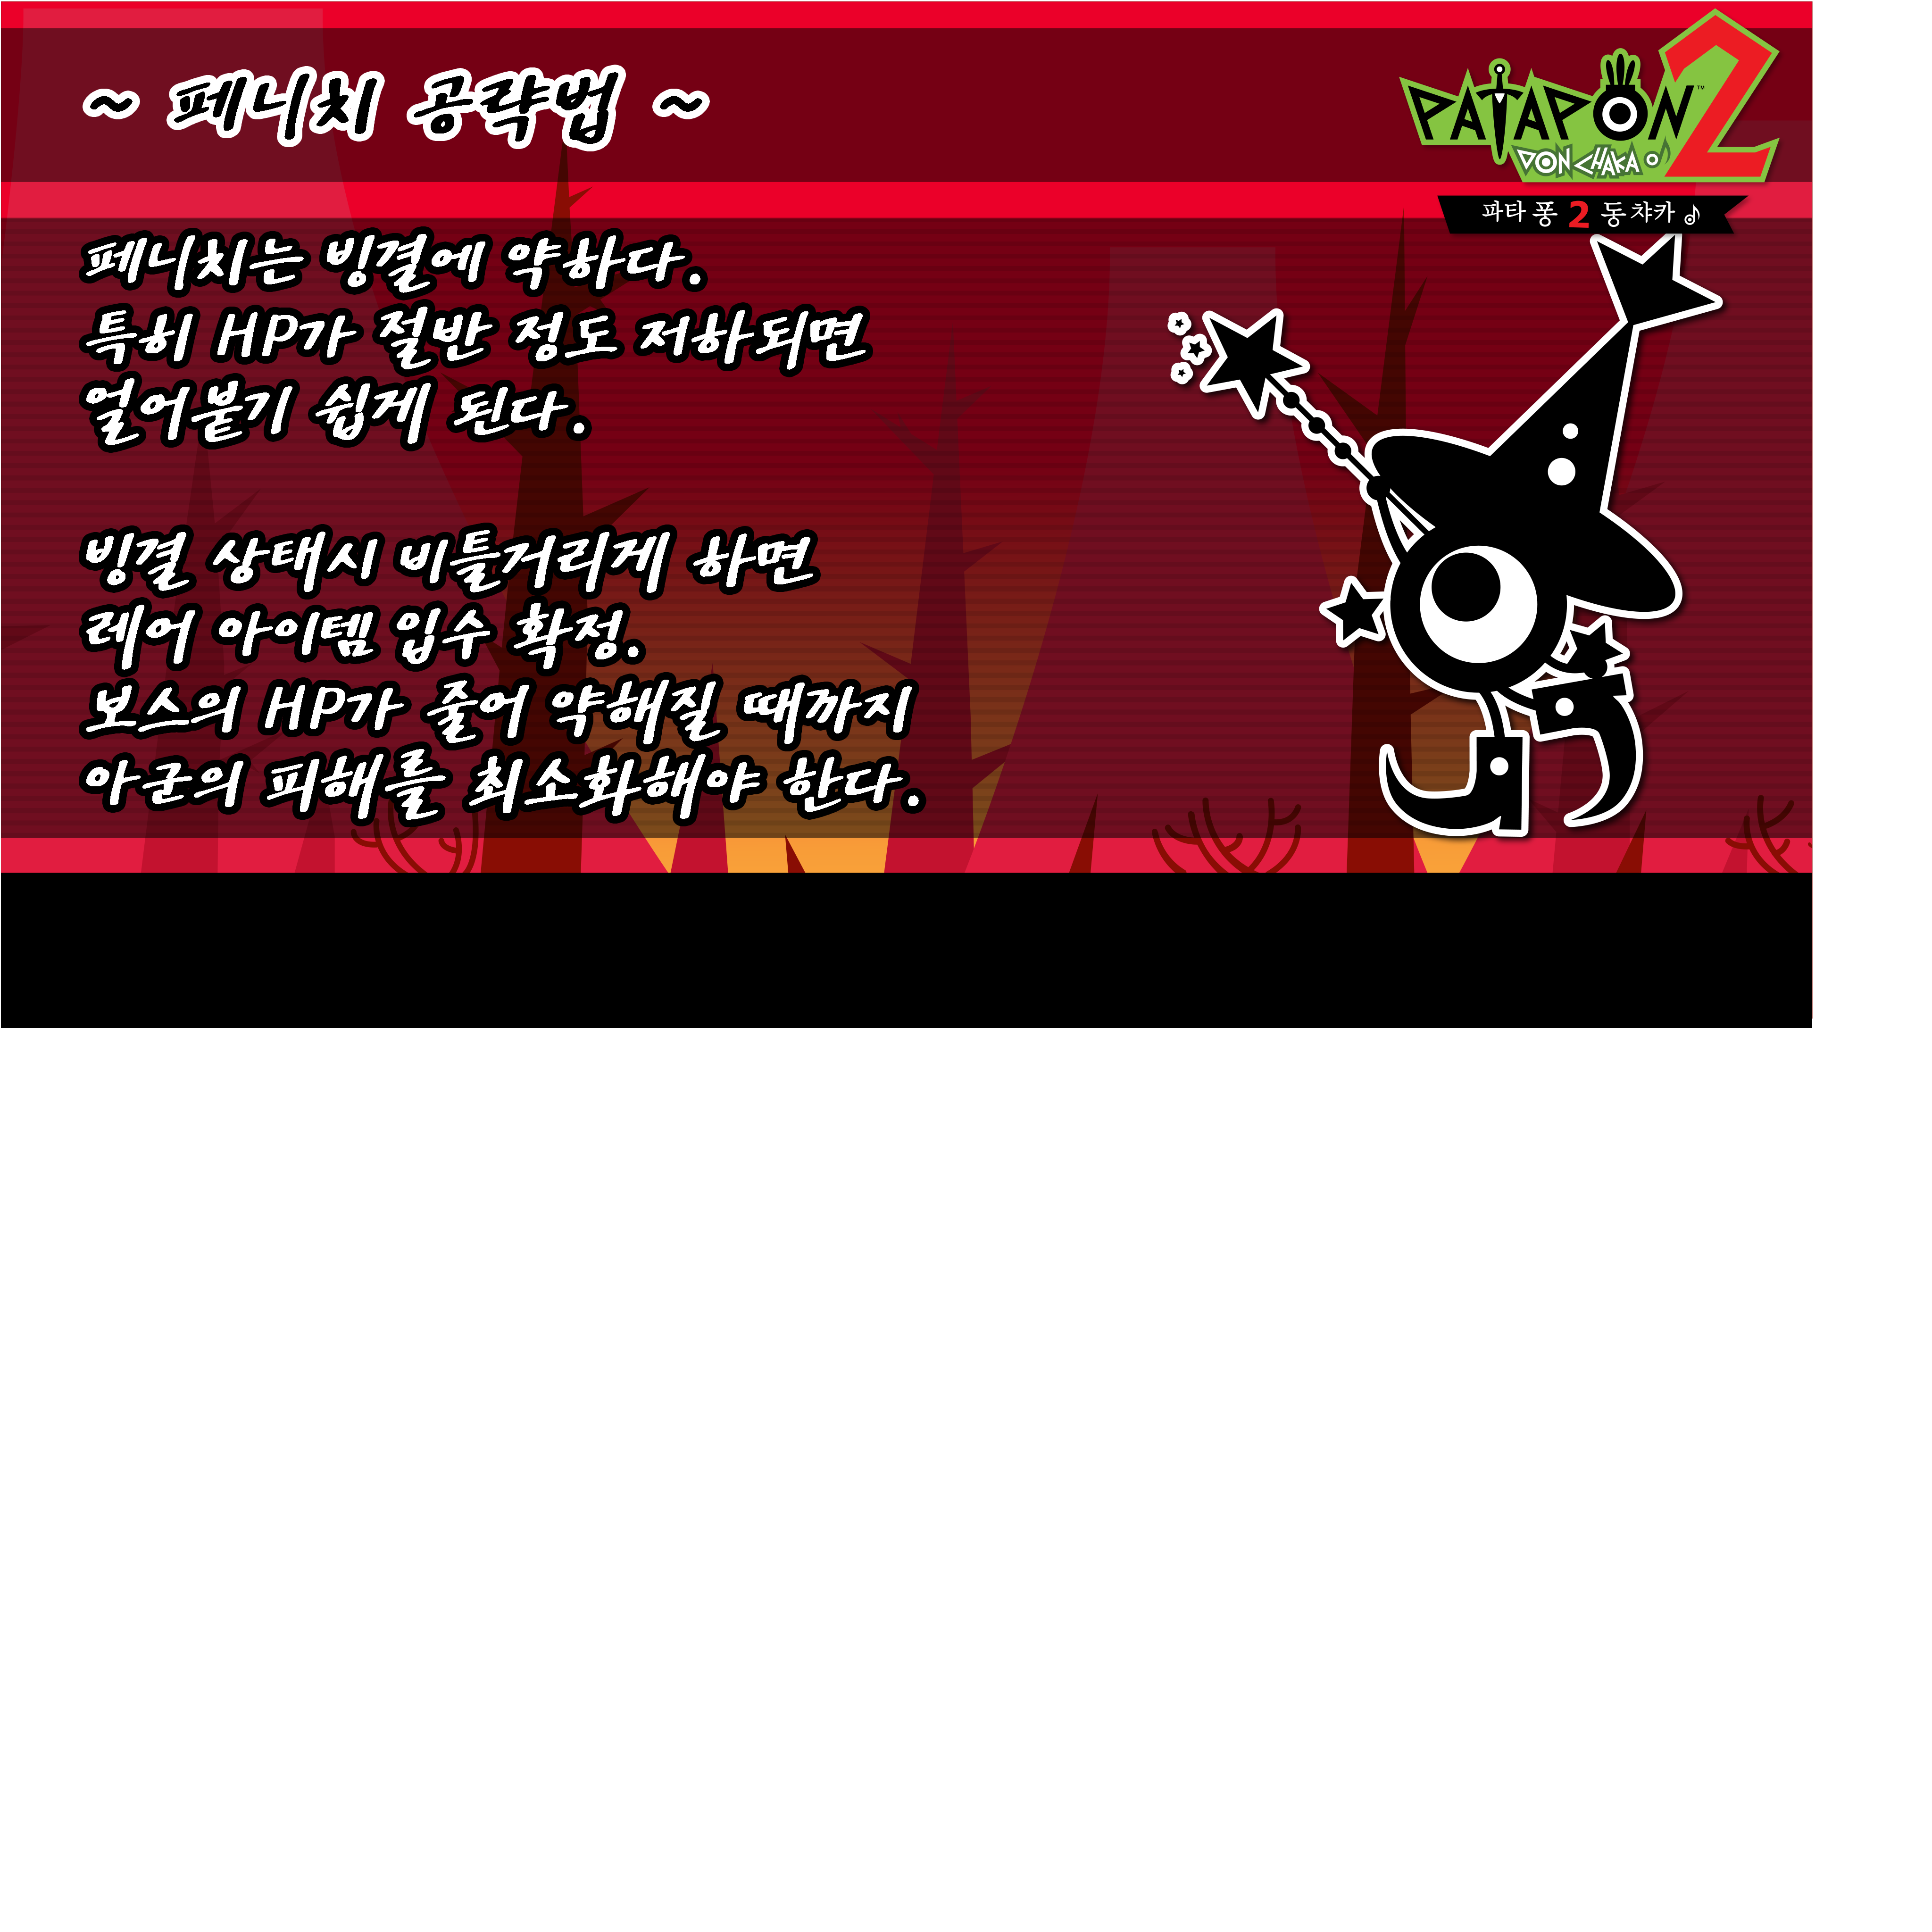 ~ 페니치 공략법 ~
PATAPON 2™
DON CHAKA♪
파타퐁 2 동챠카♪
페니치는 빙결에 약하다.
특히 HP가 절반 정도 저하되면
얼어붙기 쉽게 된다.
빙결 상태시 비틀거리게 하면
레어 아이템 입수 확정.
보스의 HP가 줄어 약해질 때까지
아군의 피해를 최소화해야 한다.